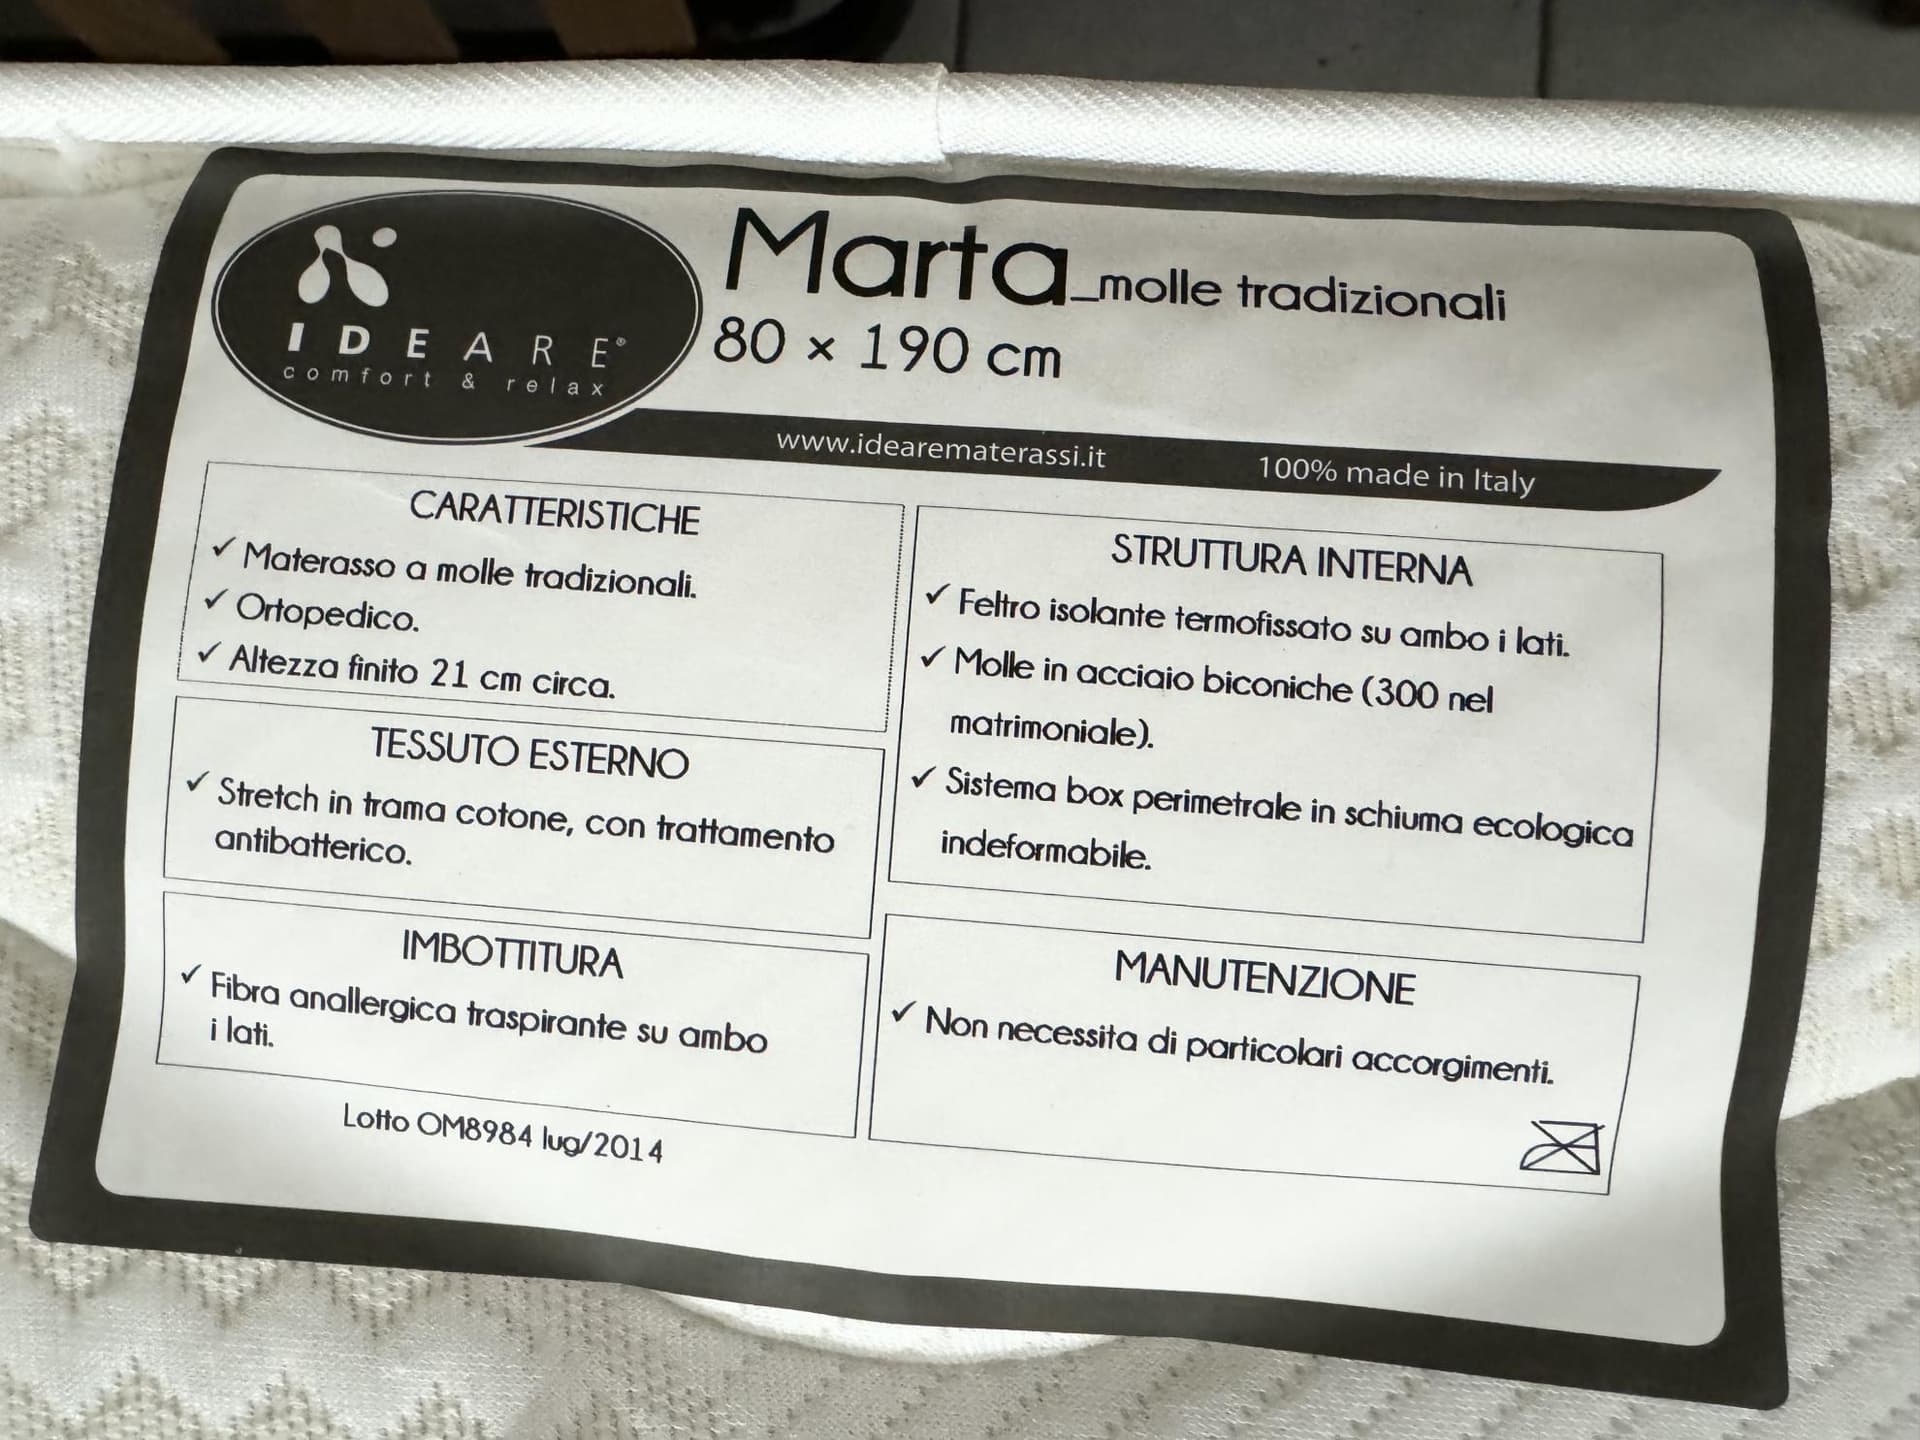 IDEARE®
comfort & relax
Marta_molle tradizionali
80 × 190 cm
www.idearematerassi.it
100% made in Italy
CARATTERISTICHE
✓ Materasso a molle tradizionali.
✓ Ortopedico.
✓ Altezza finito 21 cm circa.
TESSUTO ESTERNO
✓ Stretch in trama cotone, con trattamento
antibatterico.
IMBOTTITURA
✓ Fibra anallergica traspirante su ambo
i lati.
Lotto OM8984 lug/2014
STRUTTURA INTERNA
✓ Feltro isolante termofissato su ambo i lati.
✓ Molle in acciaio biconiche (300 nel
matrimoniale).
✓ Sistema box perimetrale in schiuma ecologica
indeformabile.
MANUTENZIONE
✓ Non necessita di particolari accorgimenti.